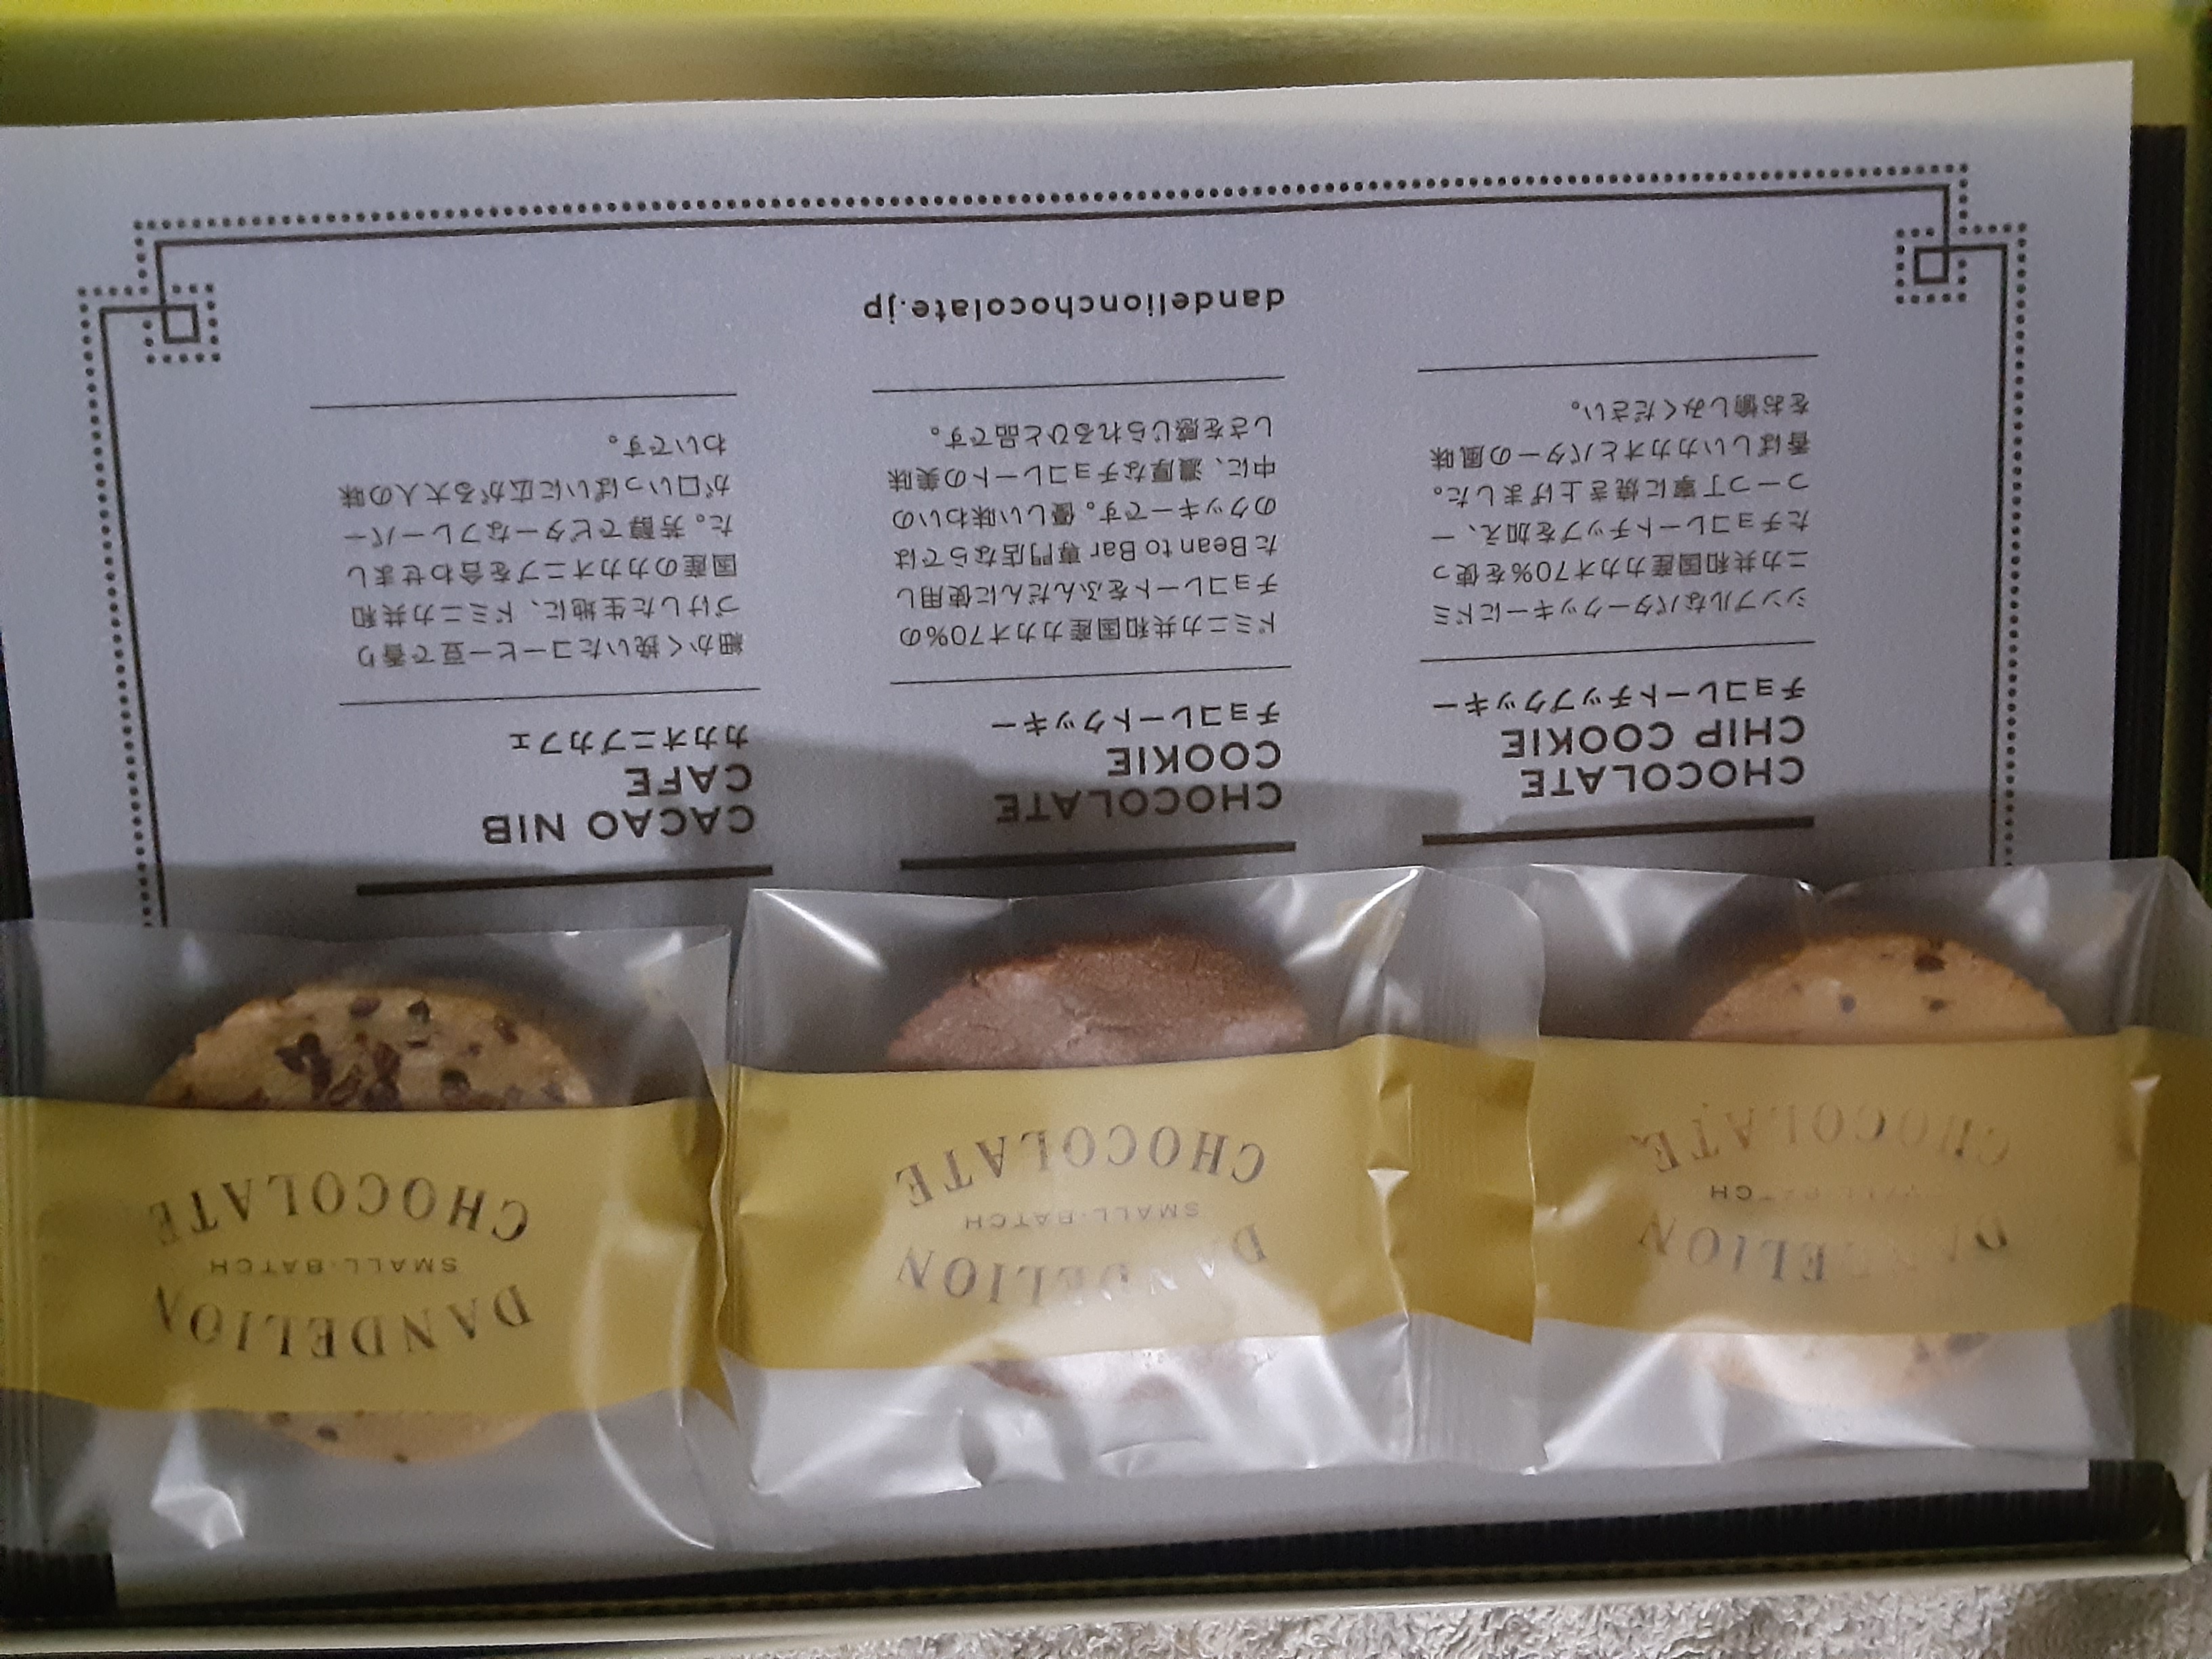 CHOCOLATE
CHIP COOKIE
チョコレートチップクッキー
シンプルなバタークッキーにドミ
ニカ共和国産カカオ70%を使っ
たチョコレートチップを加え、一
つ一つ丁寧に焼き上げました。
香ばしいカカオとバターの風味
をお愉しみください。
CHOCOLATE
COOKIE
チョコレートクッキー
ドミニカ共和国産カカオ70%の
チョコレートをふんだんに使用し
たBean to Bar 専門店ならでは
のクッキーです。優しい味わいの
中に、濃厚なチョコレートの美味
しさを感じられるひと品です。
CACAO NIB
CAFE
カカオニブカフェ
細かく挽いたコーヒー豆で香り
づけした生地に、ドミニカ共和
国産のカカオニブを合わせまし
た。芳醇でビターなフレーバー
が口いっぱいに広がる大人の味
わいです。
dandelionchocolate.jp
DANDELION
SMALL-BATCH
CHOCOLATE
DANDELION
SMALL-BATCH
CHOCOLATE
DANDELION
SMALL-BATCH
CHOCOLATE